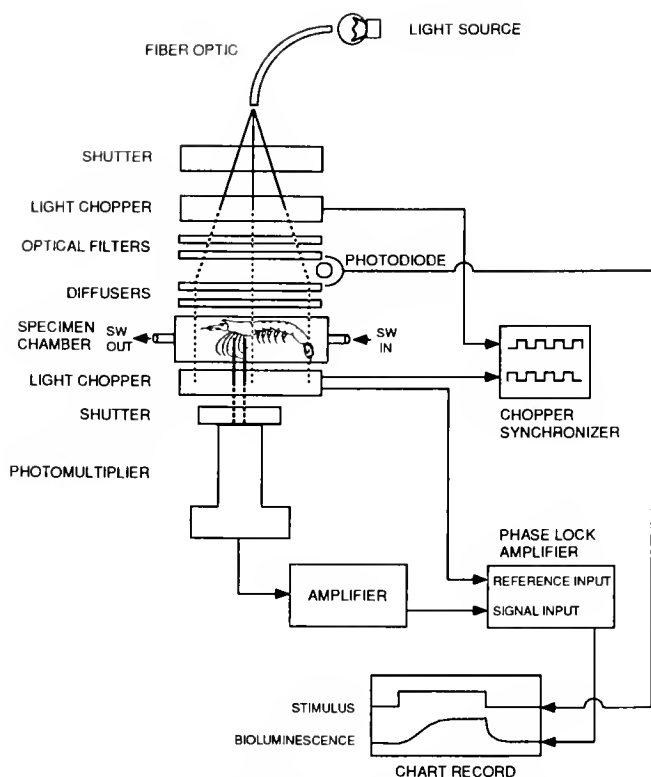 LIGHT SOURCE
FIBER OPTIC
SHUTTER
LIGHT CHOPPER
OPTICAL FILTERS
PHOTODIODE
DIFFUSERS
SPECIMEN
CHAMBER
SW
OUT
SW
IN
LIGHT CHOPPER
SHUTTER
CHOPPER
SYNCHRONIZER
PHOTOMULTIPLIER
PHASE LOCK
AMPLIFIER
REFERENCE INPUT
AMPLIFIER
SIGNAL INPUT
STIMULUS
BIOLUMINESCENCE
CHART RECORD